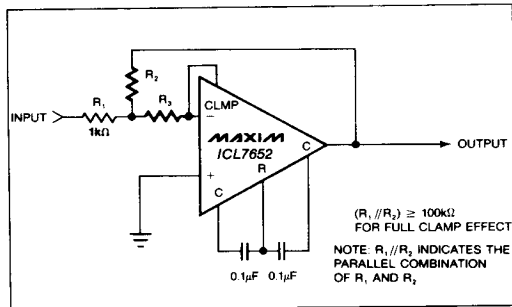 R₂
R₁
R₃
INPUT
1kΩ
CLMP
−
MAXIM
ICL7652
C
OUTPUT
+
R
C
0.1μF 0.1μF
(R₁//R₂) ≥ 100kΩ
FOR FULL CLAMP EFFECT
NOTE: R₁//R₂ INDICATES THE
PARALLEL COMBINATION
OF R₁ AND R₂